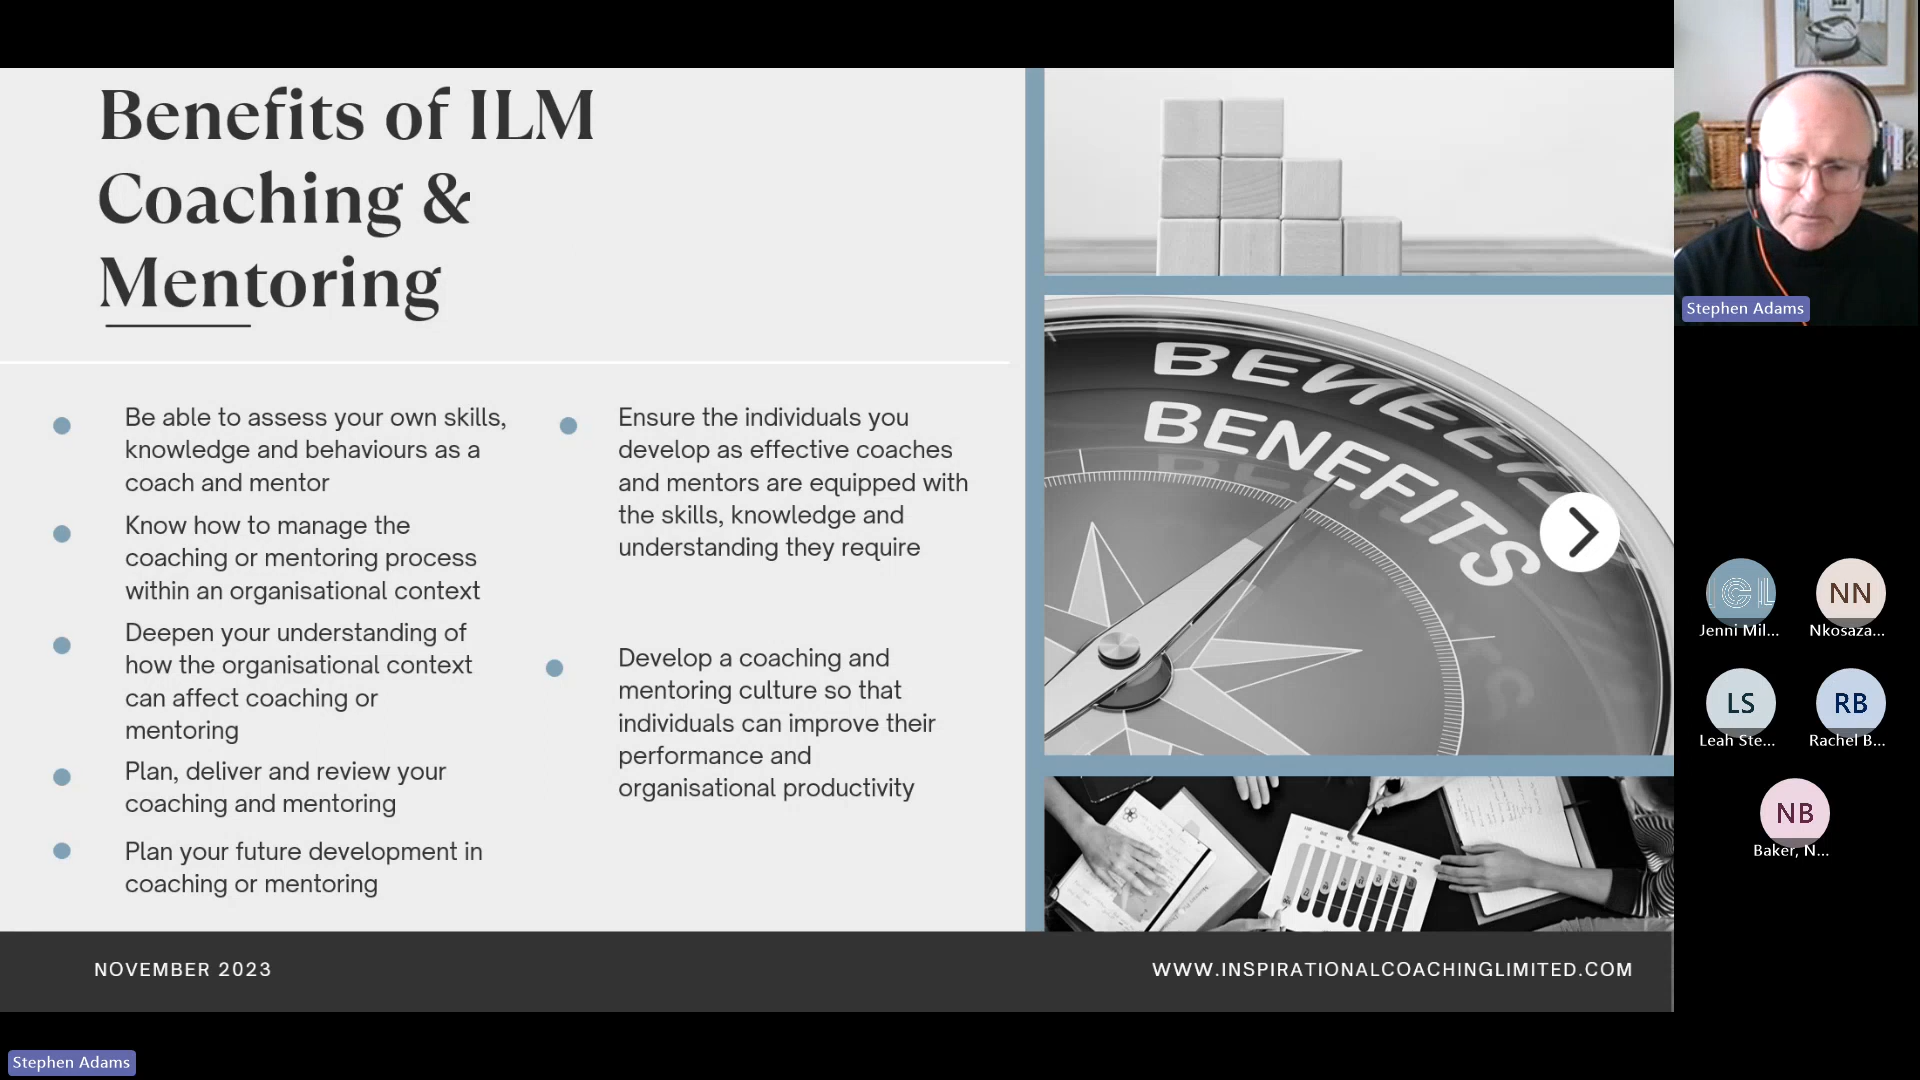 Benefits of ILM
Coaching &
Mentoring
Be able to assess your own skills,
knowledge and behaviours as a
coach and mentor
Know how to manage the
coaching or mentoring process
within an organisational context
Deepen your understanding of
how the organisational context
can affect coaching or
mentoring
Plan, deliver and review your
coaching and mentoring
Plan your future development in
coaching or mentoring
Ensure the individuals you
develop as effective coaches
and mentors are equipped with
the skills, knowledge and
understanding they require
Develop a coaching and
mentoring culture so that
individuals can improve their
performance and
organisational productivity
BENEFITS
BENEFITS
NOVEMBER 2023
WWW.INSPIRATIONALCOACHINGLIMITED.COM
Stephen Adams
Stephen Adams
ICL
NN
Jenni Mil...
Nkosaza...
LS
RB
Leah Ste...
Rachel B...
NB
Baker, N...